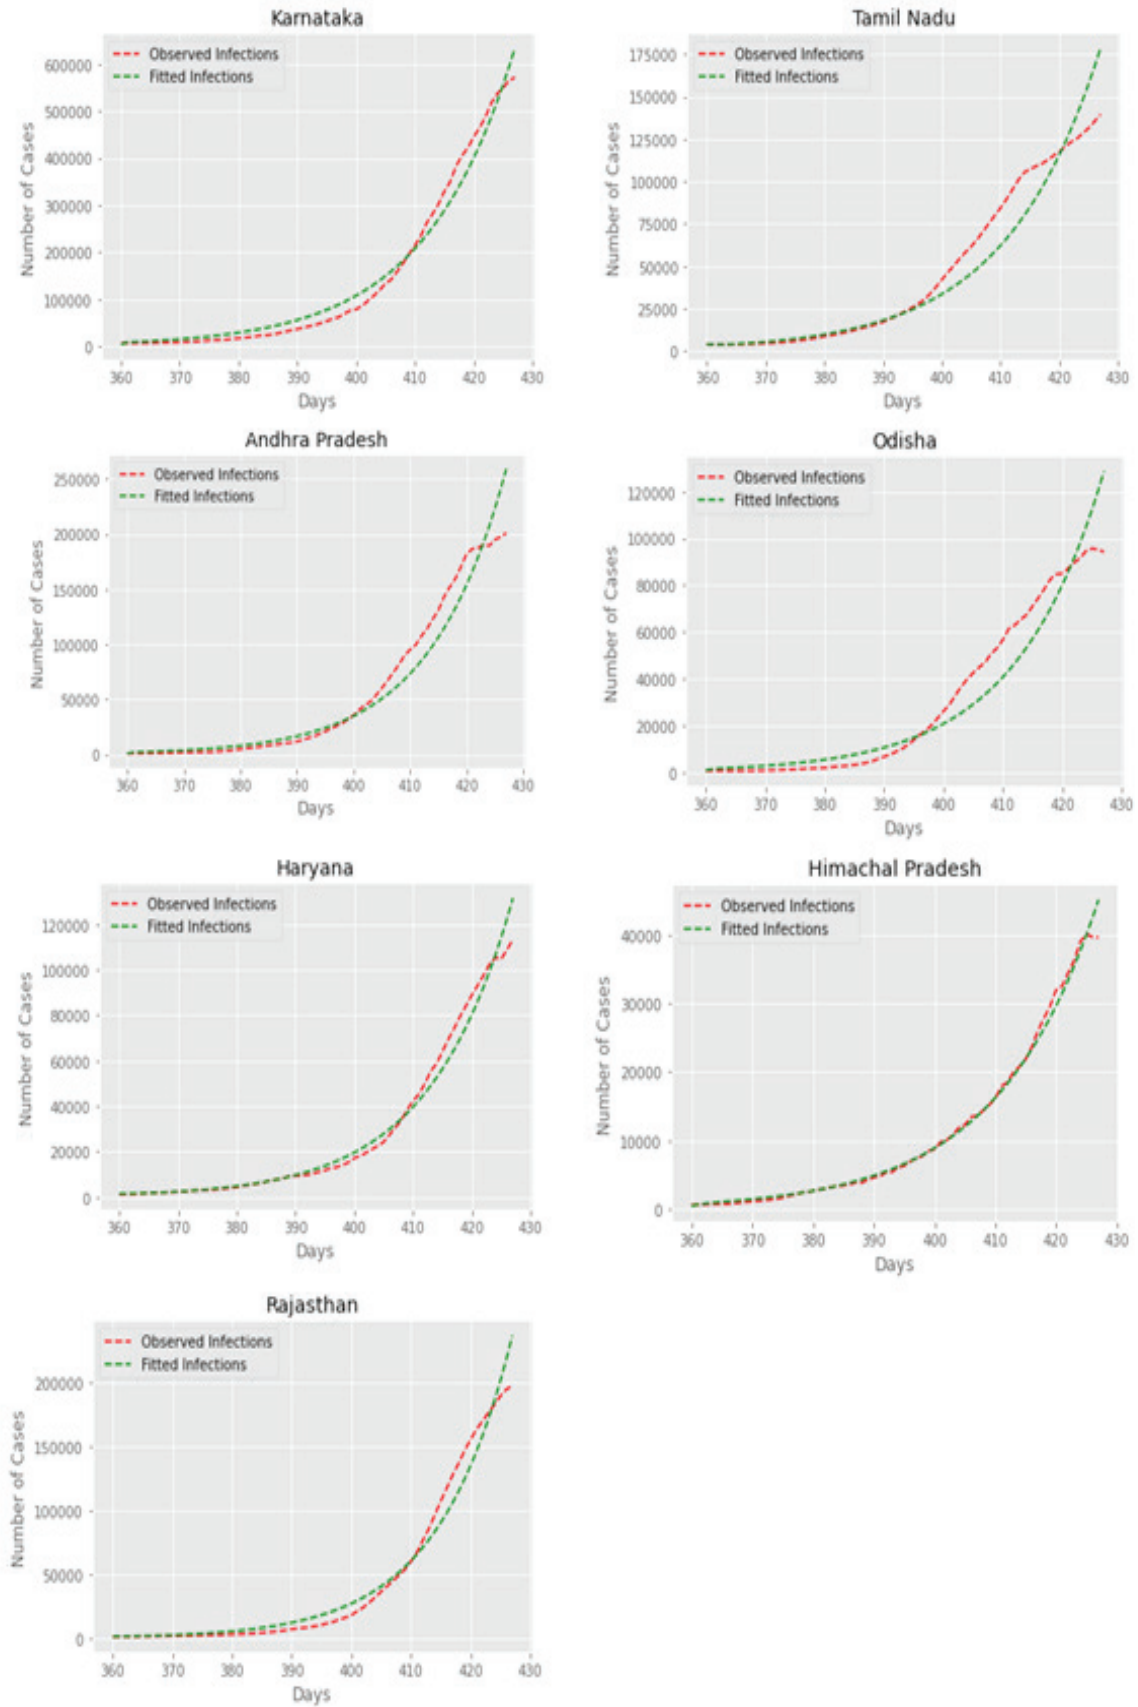 Karnataka
Observed Infections
Fitted Infections
Number of Cases
600000
500000
400000
300000
200000
100000
0
360 370 380 390 400 410 420 430
Days
Tamil Nadu
Observed Infections
Fitted Infections
Number of Cases
175000
150000
125000
100000
75000
50000
25000
0
360 370 380 390 400 410 420 430
Days
Andhra Pradesh
Observed Infections
Fitted Infections
Number of Cases
250000
200000
150000
100000
50000
0
360 370 380 390 400 410 420 430
Days
Odisha
Observed Infections
Fitted Infections
Number of Cases
120000
100000
80000
60000
40000
20000
0
360 370 380 390 400 410 420 430
Days
Haryana
Observed Infections
Fitted Infections
Number of Cases
120000
100000
80000
60000
40000
20000
0
360 370 380 390 400 410 420 430
Days
Himachal Pradesh
Observed Infections
Fitted Infections
Number of Cases
40000
30000
20000
10000
0
360 370 380 390 400 410 420 430
Days
Rajasthan
Observed Infections
Fitted Infections
Number of Cases
200000
150000
100000
50000
0
360 370 380 390 400 410 420 430
Days